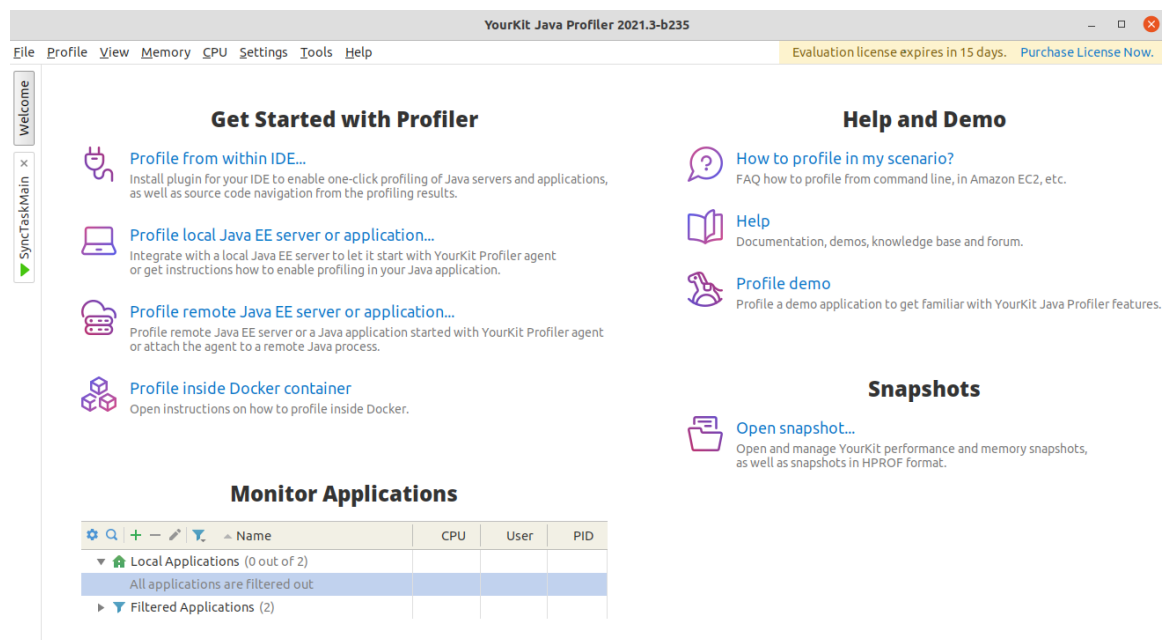 YourKit Java Profiler 2021.3-b235
File Profile View Memory CPU Settings Tools Help
Evaluation license expires in 15 days. Purchase License Now.
Welcome
SyncTaskMain
Get Started with Profiler
Profile from within IDE...
Install plugin for your IDE to enable one-click profiling of Java servers and applications,
as well as source code navigation from the profiling results.
Profile local Java EE server or application...
Integrate with a local Java EE server to let it start with YourKit Profiler agent
or get instructions how to enable profiling in your Java application.
Profile remote Java EE server or application...
Profile remote Java EE server or a Java application started with YourKit Profiler agent
or attach the agent to a remote Java process.
Profile inside Docker container
Open instructions on how to profile inside Docker.
Monitor Applications
Name CPU User PID
Local Applications (0 out of 2)
All applications are filtered out
Filtered Applications (2)
Help and Demo
How to profile in my scenario?
FAQ how to profile from command line, in Amazon EC2, etc.
Help
Documentation, demos, knowledge base and forum.
Profile demo
Profile a demo application to get familiar with YourKit Java Profiler features.
Snapshots
Open snapshot...
Open and manage YourKit performance and memory snapshots,
as well as snapshots in HPROF format.